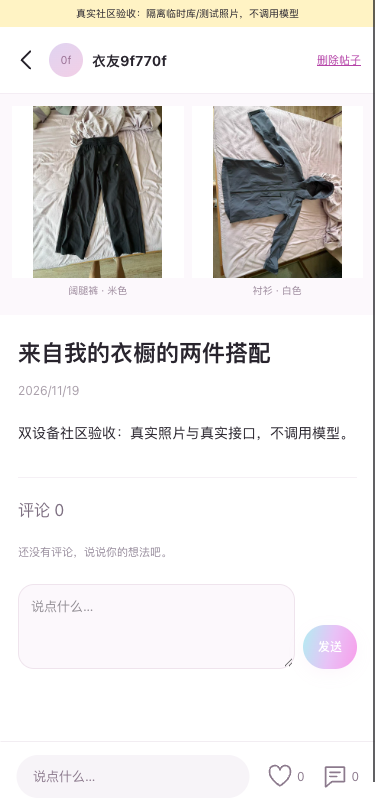 真实社区验收：隔离临时库/测试照片，不调用模型
0f
衣友9f770f
删除帖子
阔腿裤 · 米色
衬衫 · 白色
来自我的衣橱的两件搭配
2026/11/19
双设备社区验收：真实照片与真实接口，不调用模型。
评论 0
还没有评论，说说你的想法吧。
说点什么...
发送
说点什么...
0
0